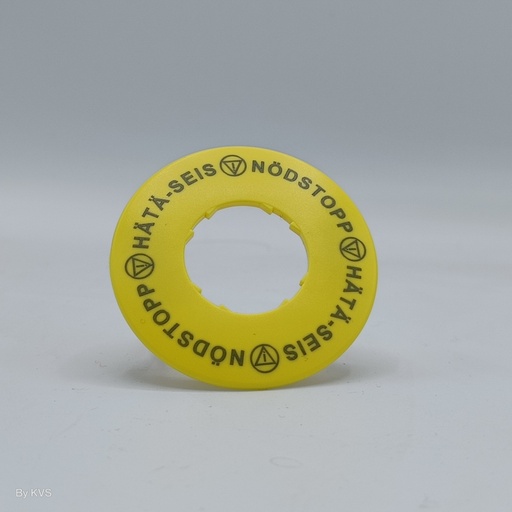 HÄTÄ-SEIS
NÖDSTOPP
HÄTÄ-SEIS
NÖDSTOPP
By KVS